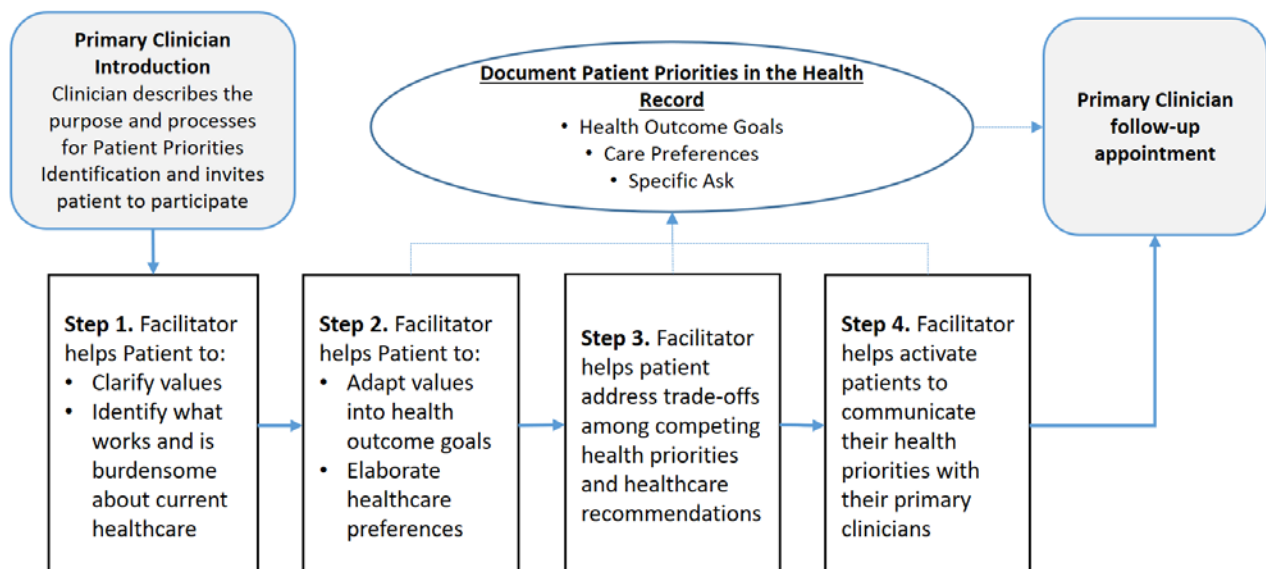 Primary Clinician
Introduction
Clinician describes the
purpose and processes
for Patient Priorities
Identification and invites
patient to participate
Document Patient Priorities in the Health
Record
• Health Outcome Goals
• Care Preferences
• Specific Ask
Primary Clinician
follow-up
appointment
Step 1. Facilitator
helps Patient to:
• Clarify values
• Identify what
works and is
burdensome
about current
healthcare
Step 2. Facilitator
helps Patient to:
• Adapt values
into health
outcome goals
• Elaborate
healthcare
preferences
Step 3. Facilitator
helps patient
address trade-offs
among competing
health priorities
and healthcare
recommendations
Step 4. Facilitator
helps activate
patients to
communicate
their health
priorities with
their primary
clinicians